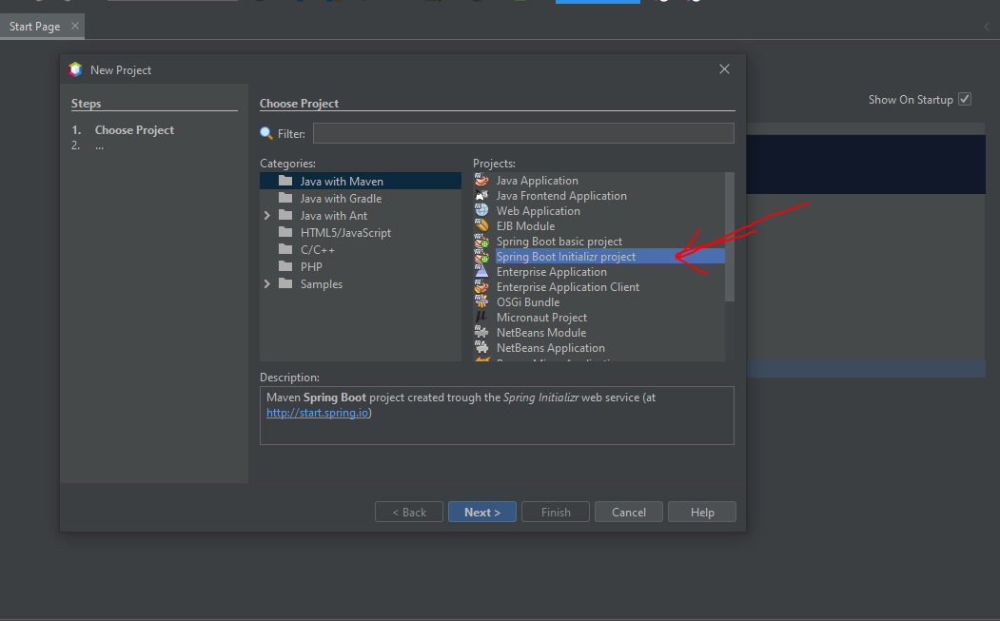 Start Page
New Project
Steps
1. Choose Project
2. ...
Choose Project
Show On Startup
Filter:
Categories:
Java with Maven
Java with Gradle
Java with Ant
HTML5/JavaScript
C/C++
PHP
Samples
Projects:
Java Application
Java Frontend Application
Web Application
EJB Module
Spring Boot basic project
Spring Boot Initializr project
Enterprise Application
Enterprise Application Client
OSGi Bundle
Micronaut Project
NetBeans Module
NetBeans Application
Description:
Maven Spring Boot project created trough the Spring Initializr web service (at
http://start.spring.io)
< Back
Next >
Finish
Cancel
Help